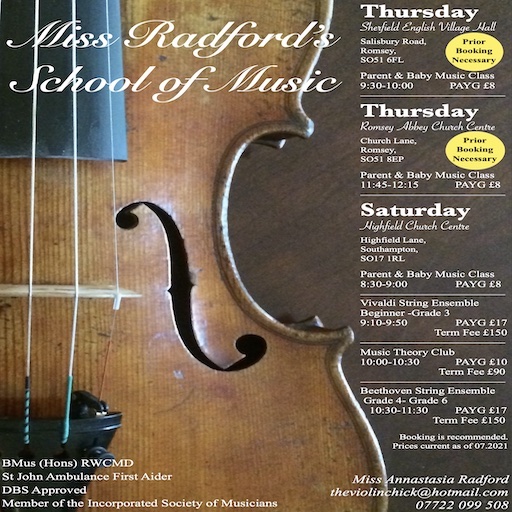 Miss Radford's
School of Music
Thursday
Sherfield English Village Hall
Salisbury Road,
Romsey,
SO51 6FL
Prior
Booking
Necessary
Parent & Baby Music Class
9:30-10:00 PAYG £8
Thursday
Romsey Abbey Church Centre
Church Lane,
Romsey,
SO51 8EP
Prior
Booking
Necessary
Parent & Baby Music Class
11:45-12:15 PAYG £8
Saturday
Highfield Church Centre
Highfield Lane,
Southampton,
SO17 1RL
Parent & Baby Music Class
8:30-9:00 PAYG £8
Vivaldi String Ensemble
Beginner -Grade 3
9:10-9:50 PAYG £17
Term Fee £150
Music Theory Club
10:00-10:30 PAYG £10
Term Fee £90
Beethoven String Ensemble
Grade 4- Grade 6
10:30-11:30 PAYG £17
Term Fee £150
Booking is recommended.
Prices current as of 07.2021
BMus (Hons) RWCMD
St John Ambulance First Aider
DBS Approved
Member of the Incorporated Society of Musicians
Miss Annastasia Radford
theviolinchick@hotmail.com
07722 099 508